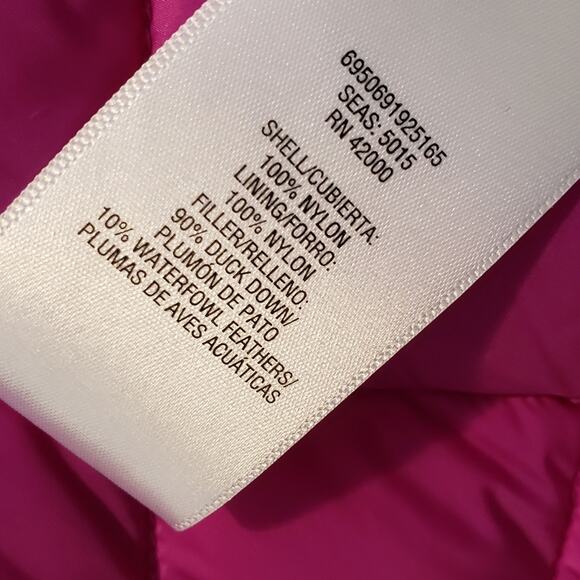 6950691925165
SEAS: 5015
RN 42000
SHELL/CUBIERTA:
100% NYLON
LINING/FORRO:
100% NYLON
FILLER/RELLENO:
90% DUCK DOWN/
PLUMÓN DE PATO
10% WATERFOWL FEATHERS/
PLUMAS DE AVES ACUÁTICAS